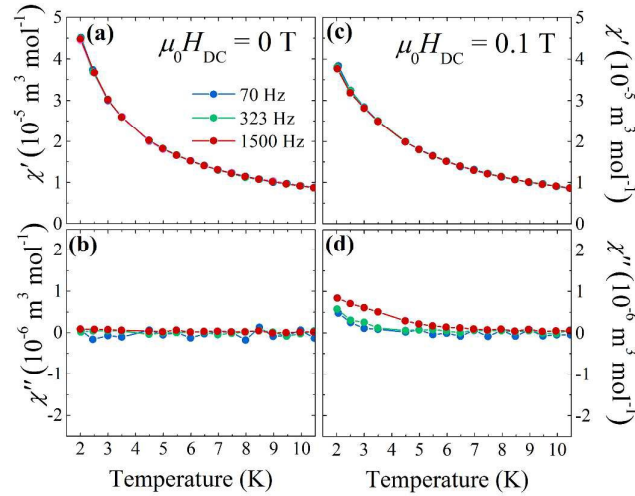 (a) μ₀H_DC = 0 T
70 Hz
323 Hz
1500 Hz
χ′ (10⁻⁵ m³ mol⁻¹)
5
4
3
2
1
0
(c) μ₀H_DC = 0.1 T
χ′ (10⁻⁵ m³ mol⁻¹)
5
4
3
2
1
0
(b)
χ″ (10⁻⁶ m³ mol⁻¹)
2
1
0
-1
-2
2 3 4 5 6 7 8 9 10
Temperature (K)
(d)
χ″ (10⁻⁶ m³ mol⁻¹)
2
1
0
-1
-2
2 3 4 5 6 7 8 9 10
Temperature (K)